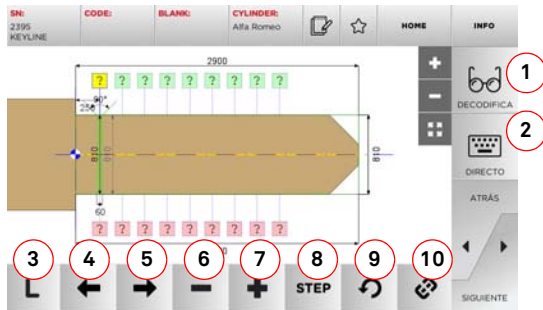 SN: CODE: BLANK: CYLINDER:
2395 Alfa Romeo HOME INFO
KEYLINE
2900
? ? ? ? ? ? ? ? ?
90°
250
810 810 810
60
? ? ? ? ? ? ? ? ?
1
DECODIFICA
2
DIRECTO
ATRÁS
SIGUIENTE
3 4 5 6 7 8 9 10
L STEP